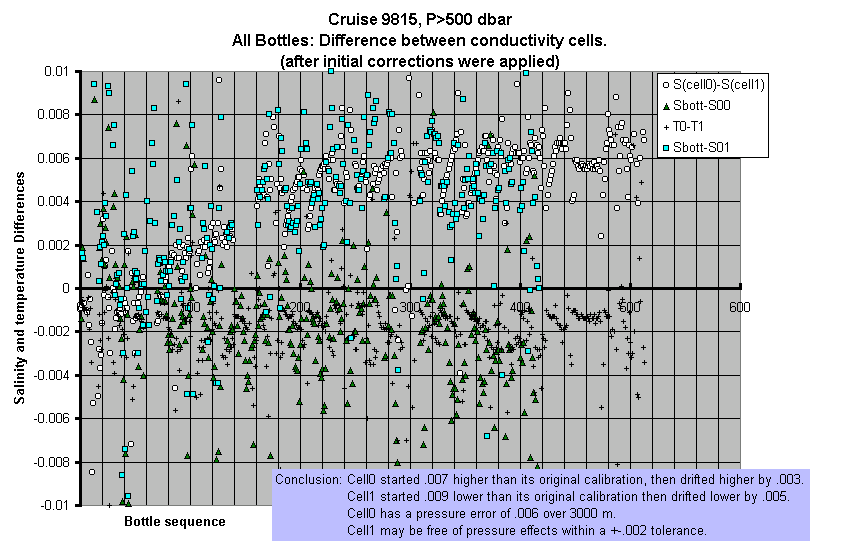 Cruise 9815, P>500 dbar
All Bottles: Difference between conductivity cells.
(after initial corrections were applied)
0.01
0.008
0.006
0.004
0.002
0
-0.002
-0.004
-0.006
-0.008
-0.01
Salinity and temperature Differences
100
200
300
400
500
600
Bottle sequence
S(cell0)-S(cell1)
Sbott-S00
T0-T1
Sbott-S01
Conclusion: Cell0 started .007 higher than its original calibration, then drifted higher by .003.
Cell1 started .009 lower than its original calibration then drifted lower by .005.
Cell0 has a pressure error of .006 over 3000 m.
Cell1 may be free of pressure effects within a +-.002 tolerance.